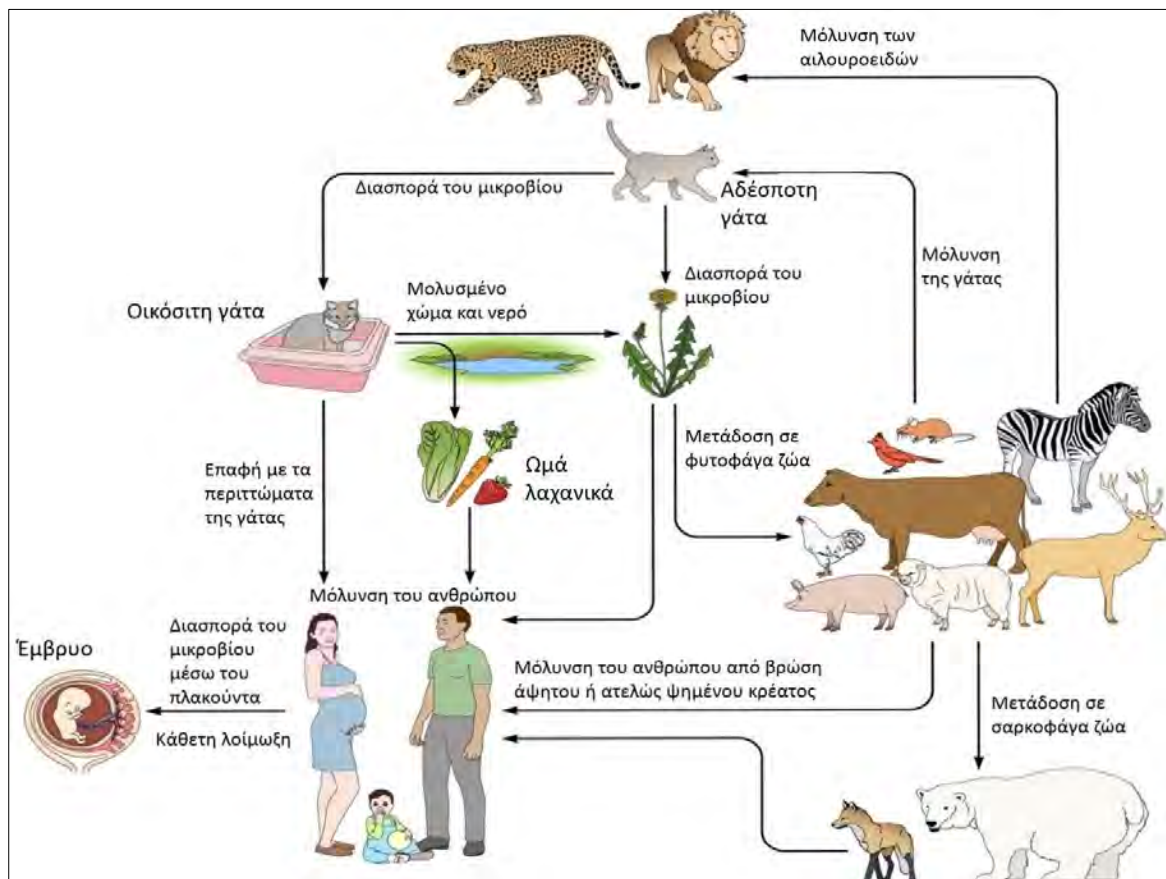 Μόλυνση των
αιλουροειδών
Διασπορά του μικροβίου
Αδέσποτη
γάτα
Μόλυνση
της γάτας
Διασπορά του
μικροβίου
Οικόσιτη γάτα
Μολυσμένο
χώμα και νερό
Μετάδοση σε
φυτοφάγα ζώα
Ωμά
λαχανικά
Επαφή με τα
περιττώματα
της γάτας
Μόλυνση του ανθρώπου
Έμβρυο
Διασπορά του
μικροβίου
μέσω του
πλακούντα
Κάθετη λοίμωξη
Μόλυνση του ανθρώπου από βρώση
άψητου ή ατελώς ψημένου κρέατος
Μετάδοση σε
σαρκοφάγα ζώα